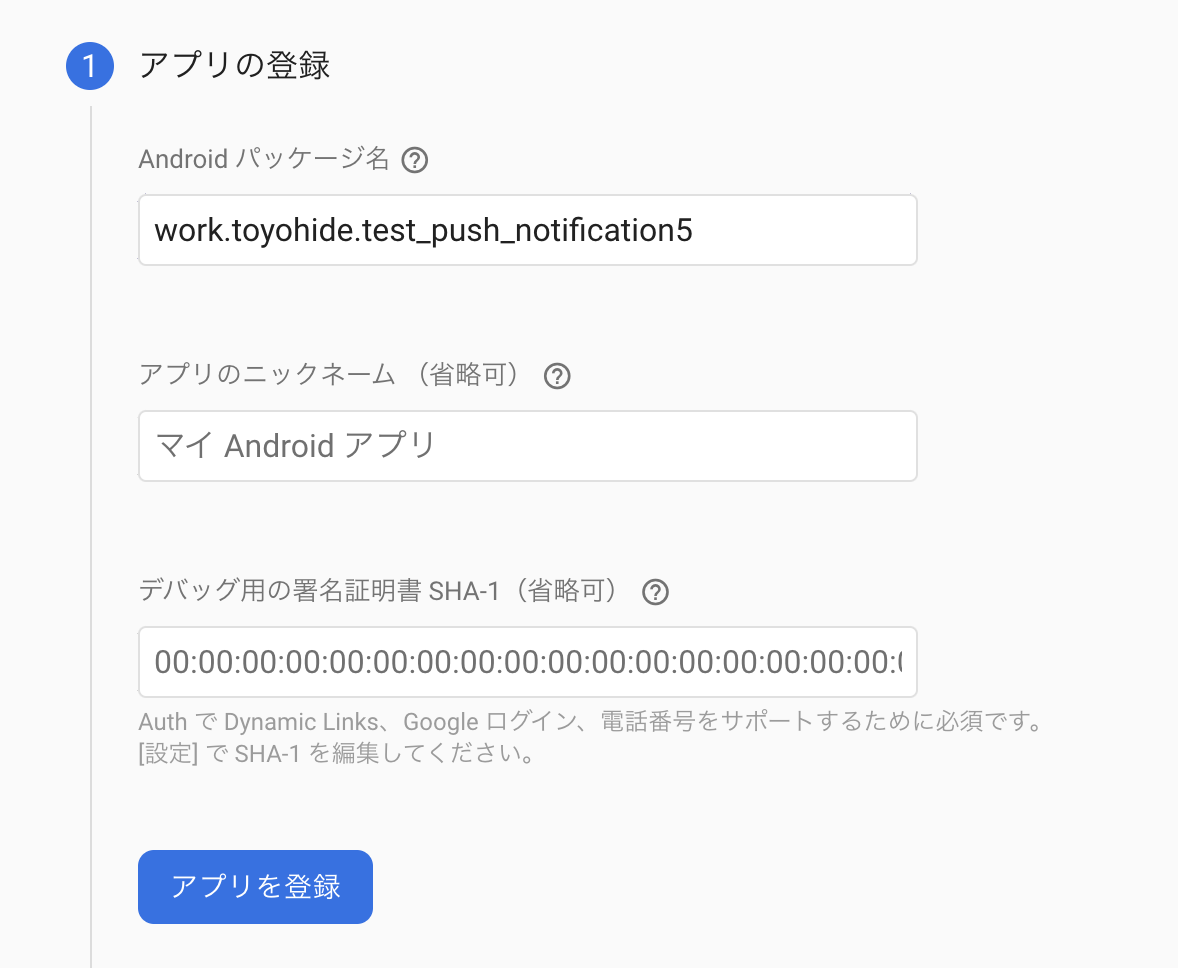 1 アプリの登録
Android パッケージ名 ?
work.toyohide.test_push_notification5
アプリのニックネーム （省略可） ?
マイ Android アプリ
デバッグ用の署名証明書 SHA-1（省略可） ?
00:00:00:00:00:00:00:00:00:00:00:00:00:00:00:00:00:
Auth で Dynamic Links、Google ログイン、電話番号をサポートするために必須です。
[設定] で SHA-1 を編集してください。
アプリを登録